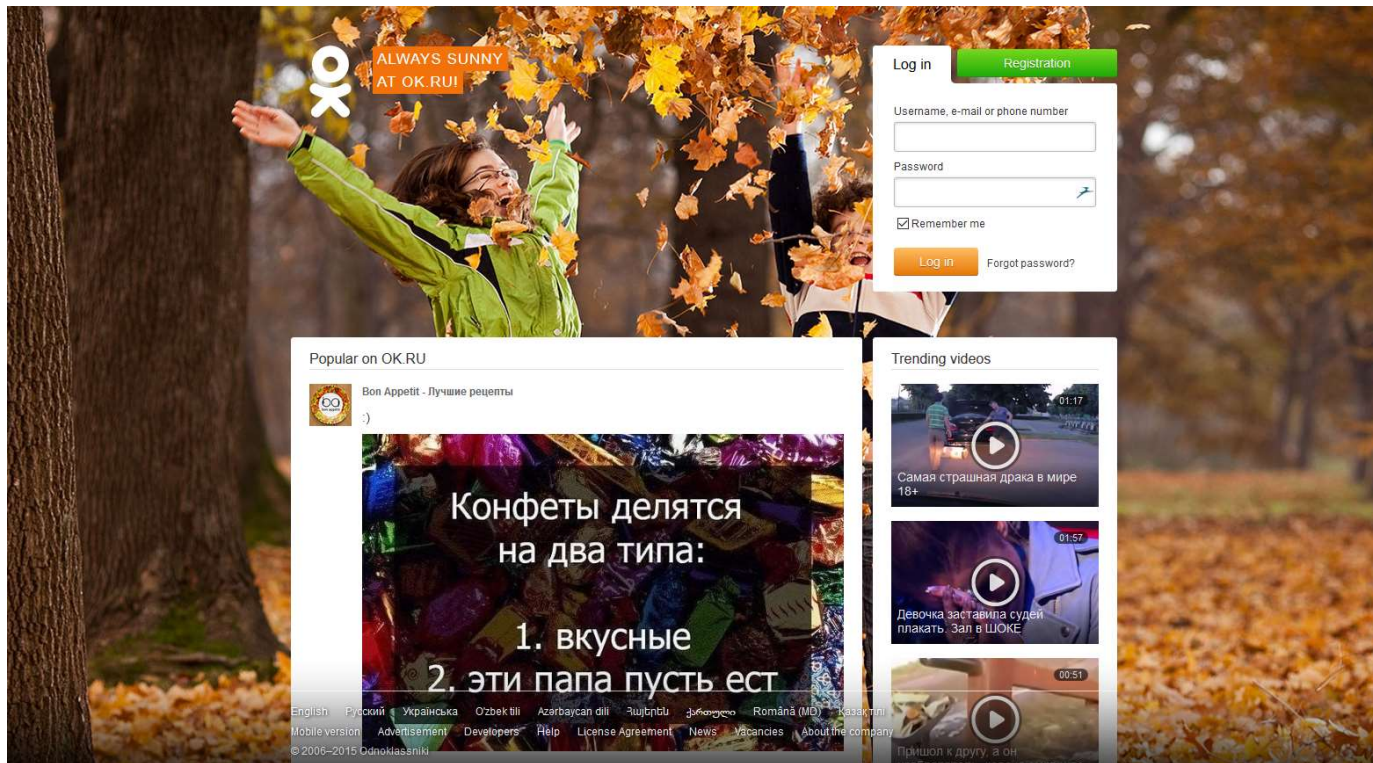 ALWAYS SUNNY
AT OK.RU!
Log in
Registration
Username, e-mail or phone number
Password
Remember me
Log in
Forgot password?
Popular on OK.RU
Bon Appetit - Лучшие рецепты
:)
Конфеты делятся
на два типа:
1. вкусные
2. эти папа пусть ест
Trending videos
01:17
Самая страшная драка в мире
18+
01:57
Девочка заставила судей
плакать. Зал в ШОКЕ
00:51
Пришол к другу, а он
English Русский Українська O'zbek tili Azərbaycan dili Հայերեն ქართული Română (MD) Қазақ тілі
Mobile version Advertisement Developers Help License Agreement News Vacancies About the company
© 2006–2015 Odnoklassniki